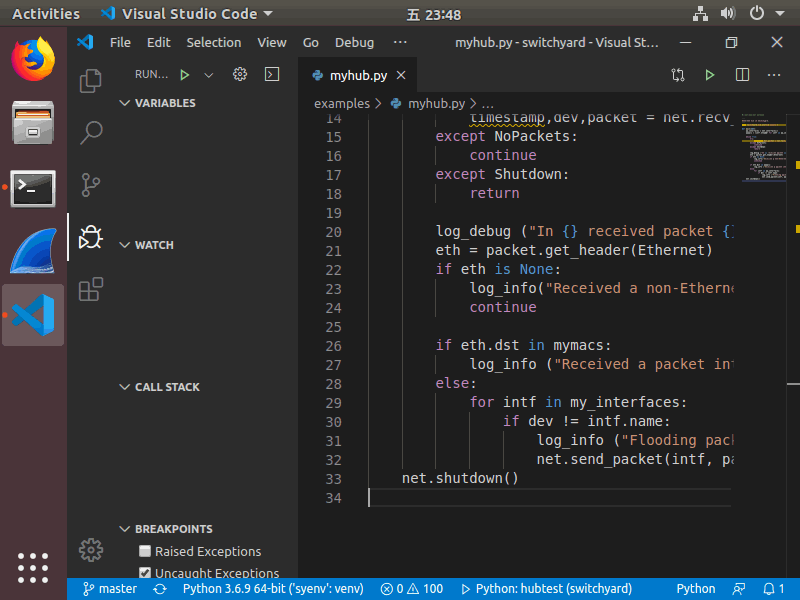 Activities Visual Studio Code 五 23:48
File Edit Selection View Go Debug ··· myhub.py - switchyard - Visual St...
RUN... myhub.py
VARIABLES
examples > myhub.py > ...
14 timestamp,dev,packet = net.recv
15 except NoPackets:
16 continue
17 except Shutdown:
18 return
19
20 log_debug ("In {} received packet {}
21 eth = packet.get_header(Ethernet)
WATCH
22 if eth is None:
23 log_info("Received a non-Etherne
24 continue
25
26 if eth.dst in mymacs:
27 log_info ("Received a packet int
28 else:
CALL STACK
29 for intf in my_interfaces:
30 if dev != intf.name:
31 log_info ("Flooding pack
32 net.send_packet(intf, pa
33 net.shutdown()
34
BREAKPOINTS
Raised Exceptions
Uncaught Exceptions
master Python 3.6.9 64-bit ('syenv': venv) 0 100 Python: hubtest (switchyard) Python 1